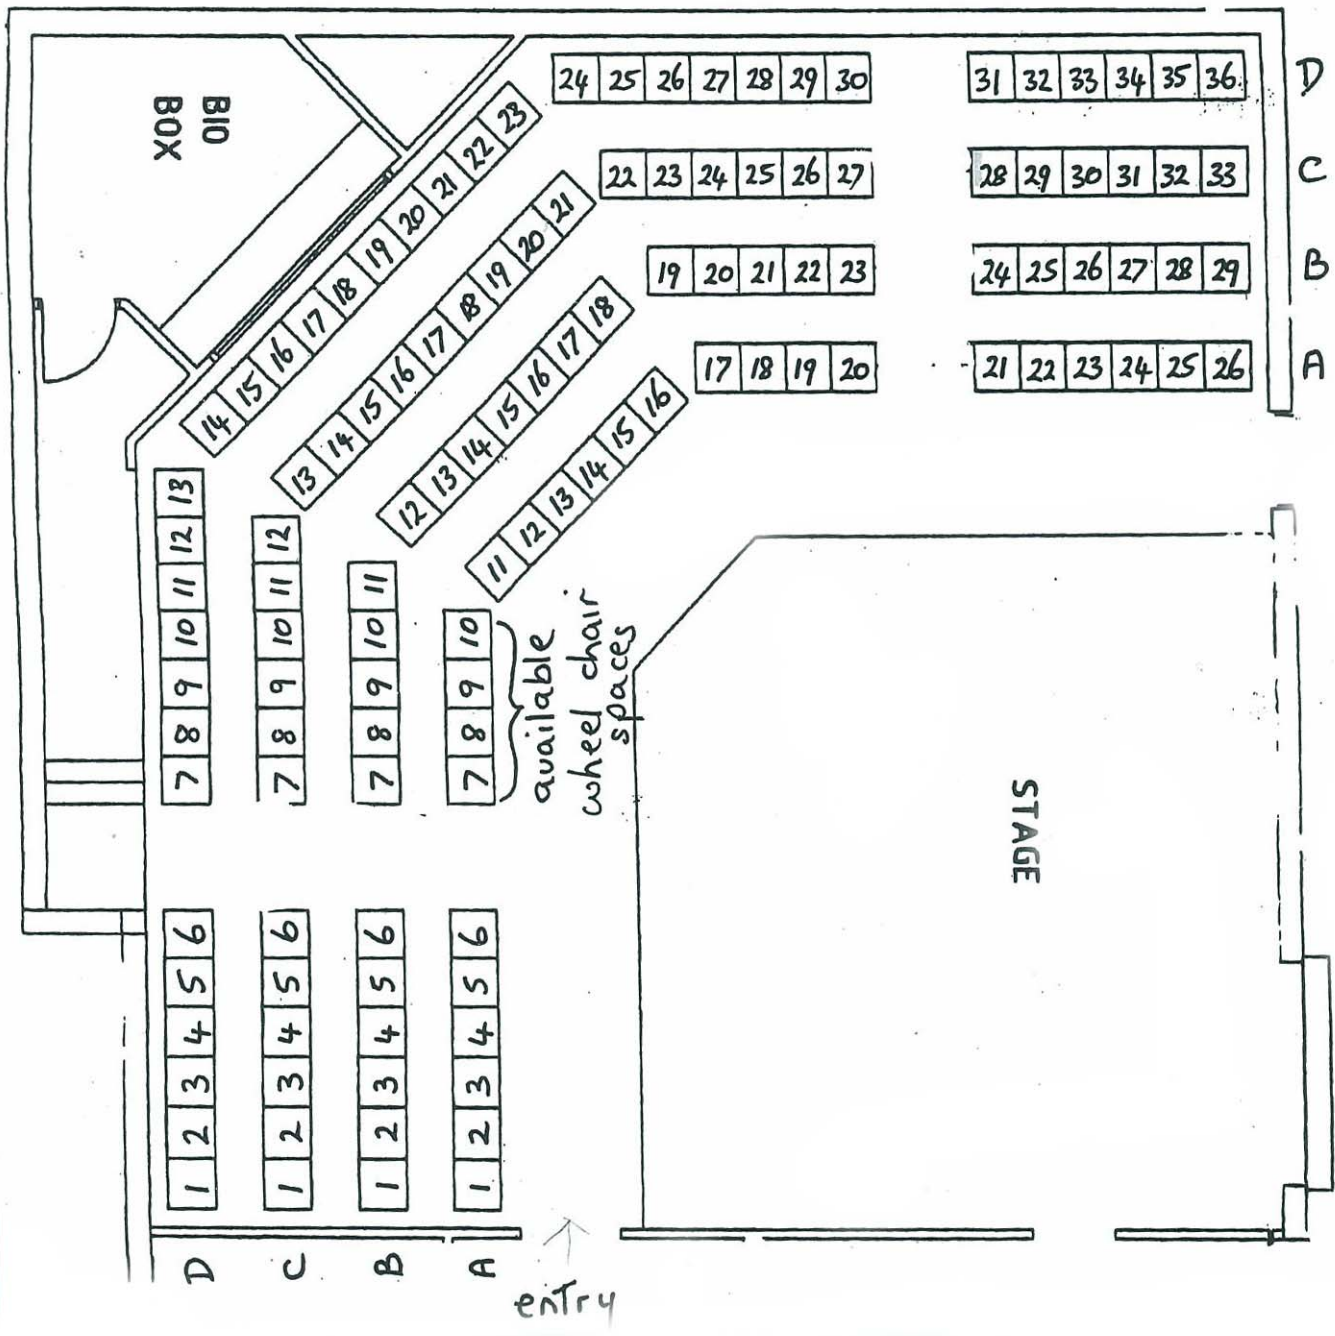 BIO
BOX
24 25 26 27 28 29 30 31 32 33 34 35 36 D
22 23 24 25 26 27 28 29 30 31 32 33 C
19 20 21 22 23 24 25 26 27 28 29 B
17 18 19 20 21 22 23 24 25 26 A
14 15 16 17 18 19 20 21 22 23
13 14 15 16 17 18 19 20 21
12 13 14 15 16 17 18
11 12 13 14 15 16
7 8 9 10 11 12 13
7 8 9 10 11 12
7 8 9 10 11
7 8 9 10
available
wheel chair
spaces
STAGE
D 1 2 3 4 5 6
C 1 2 3 4 5 6
B 1 2 3 4 5 6
A 1 2 3 4 5 6
entry